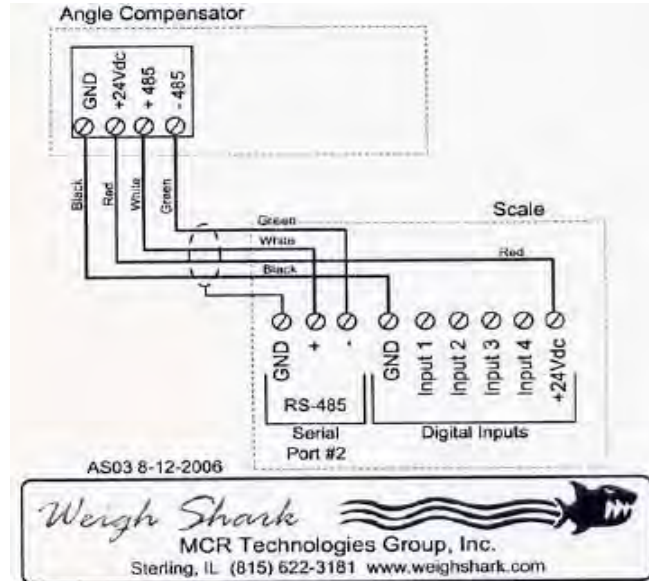 Angle Compensator
GND
+24Vdc
+ 485
- 485
Black
Red
White
Green
Green
White
Black
Red
Scale
GND
+
-
GND
Input 1
Input 2
Input 3
Input 4
+24Vdc
RS-485
Serial
Port #2
Digital Inputs
AS03 8-12-2006
Weigh Shark
MCR Technologies Group, Inc.
Sterling, IL (815) 622-3181 www.weighshark.com